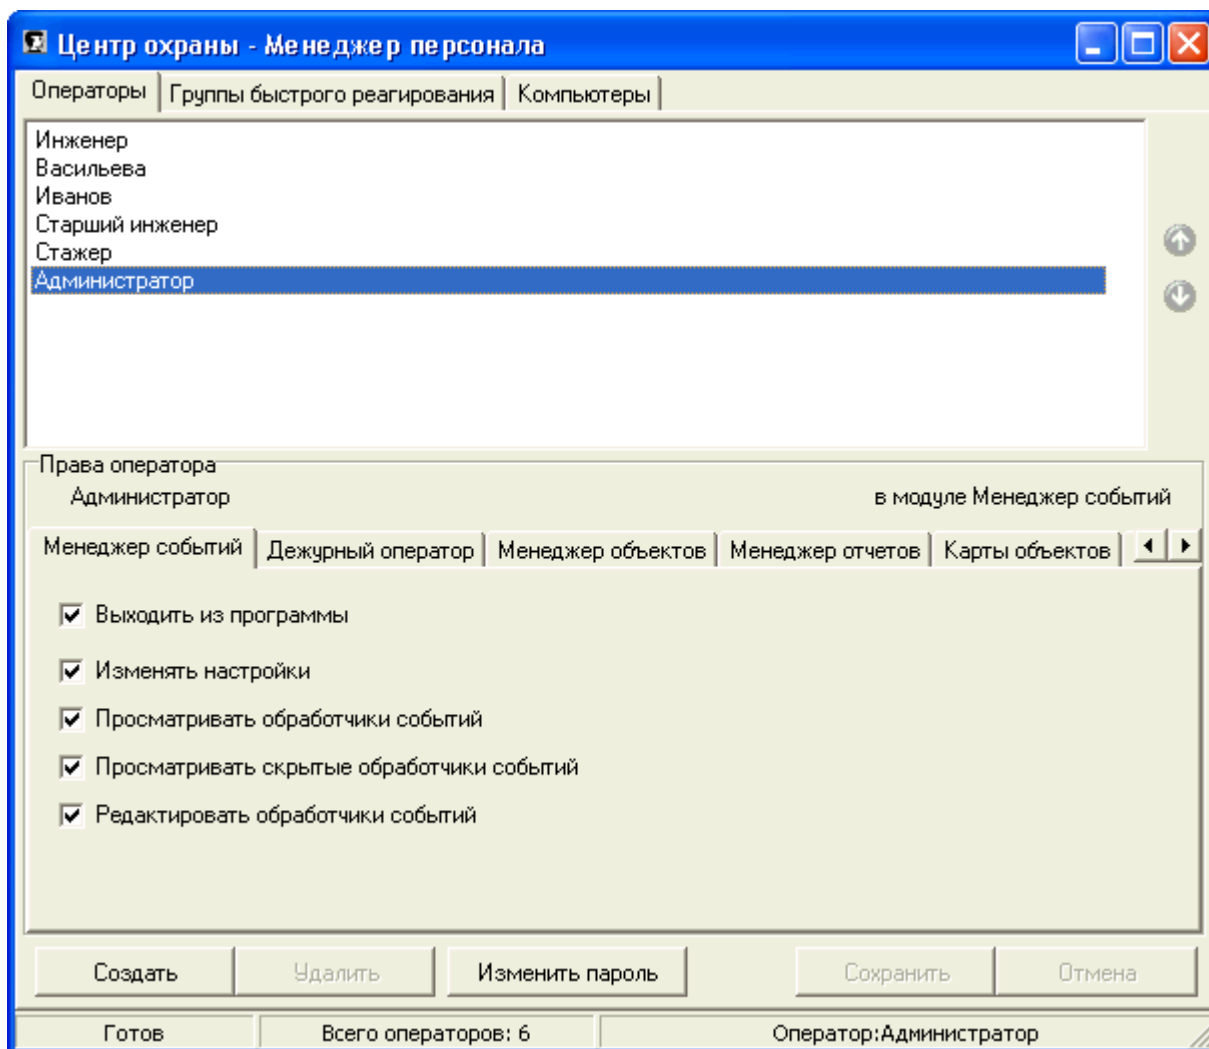 Центр охраны - Менеджер персонала
Операторы Группы быстрого реагирования Компьютеры
Инженер
Васильева
Иванов
Старший инженер
Стажер
Администратор
Права оператора
Администратор в модуле Менеджер событий
Менеджер событий Дежурный оператор Менеджер объектов Менеджер отчетов Карты объектов
Выходить из программы
Изменять настройки
Просматривать обработчики событий
Просматривать скрытые обработчики событий
Редактировать обработчики событий
Создать Удалить Изменить пароль Сохранить Отмена
Готов Всего операторов: 6 Оператор:Администратор